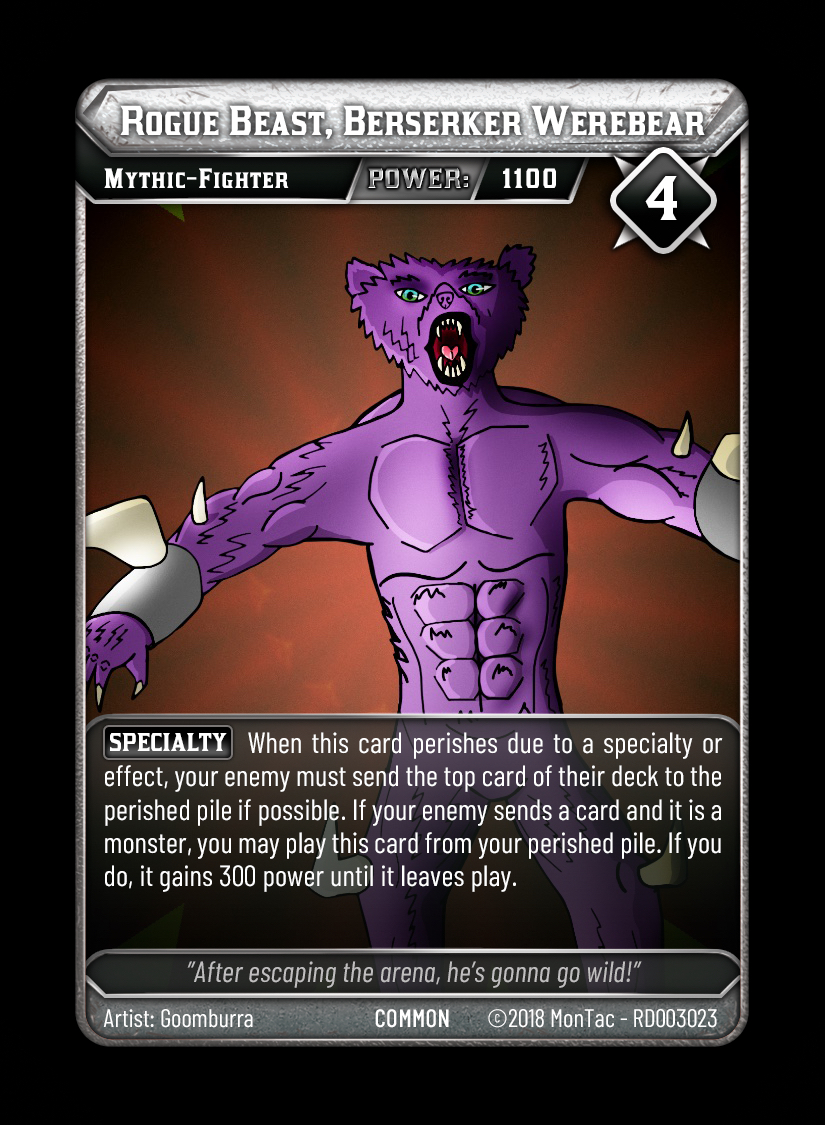 Rogue Beast, Berserker Werebear
Mythic-Fighter POWER: 1100
4
SPECIALTY When this card perishes due to a specialty or
effect, your enemy must send the top card of their deck to the
perished pile if possible. If your enemy sends a card and it is a
monster, you may play this card from your perished pile. If you
do, it gains 300 power until it leaves play.
"After escaping the arena, he's gonna go wild!"
Artist: Goomburra COMMON ©2018 MonTac - RD003023